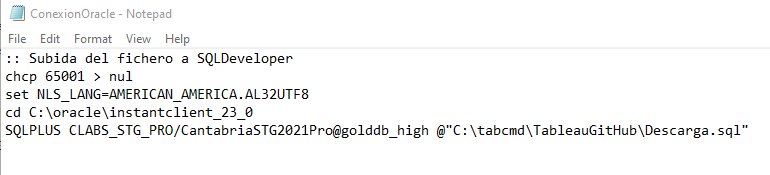 ConexionOracle - Notepad
File Edit Format View Help
:: Subida del fichero a SQLDeveloper
chcp 65001 > nul
set NLS_LANG=AMERICAN_AMERICA.AL32UTF8
cd C:\oracle\instantclient_23_0
SQLPLUS CLABS_STG_PRO/CantabriaSTG2021Pro@golddb_high @"C:\tabcmd\TableauGitHub\Descarga.sql"